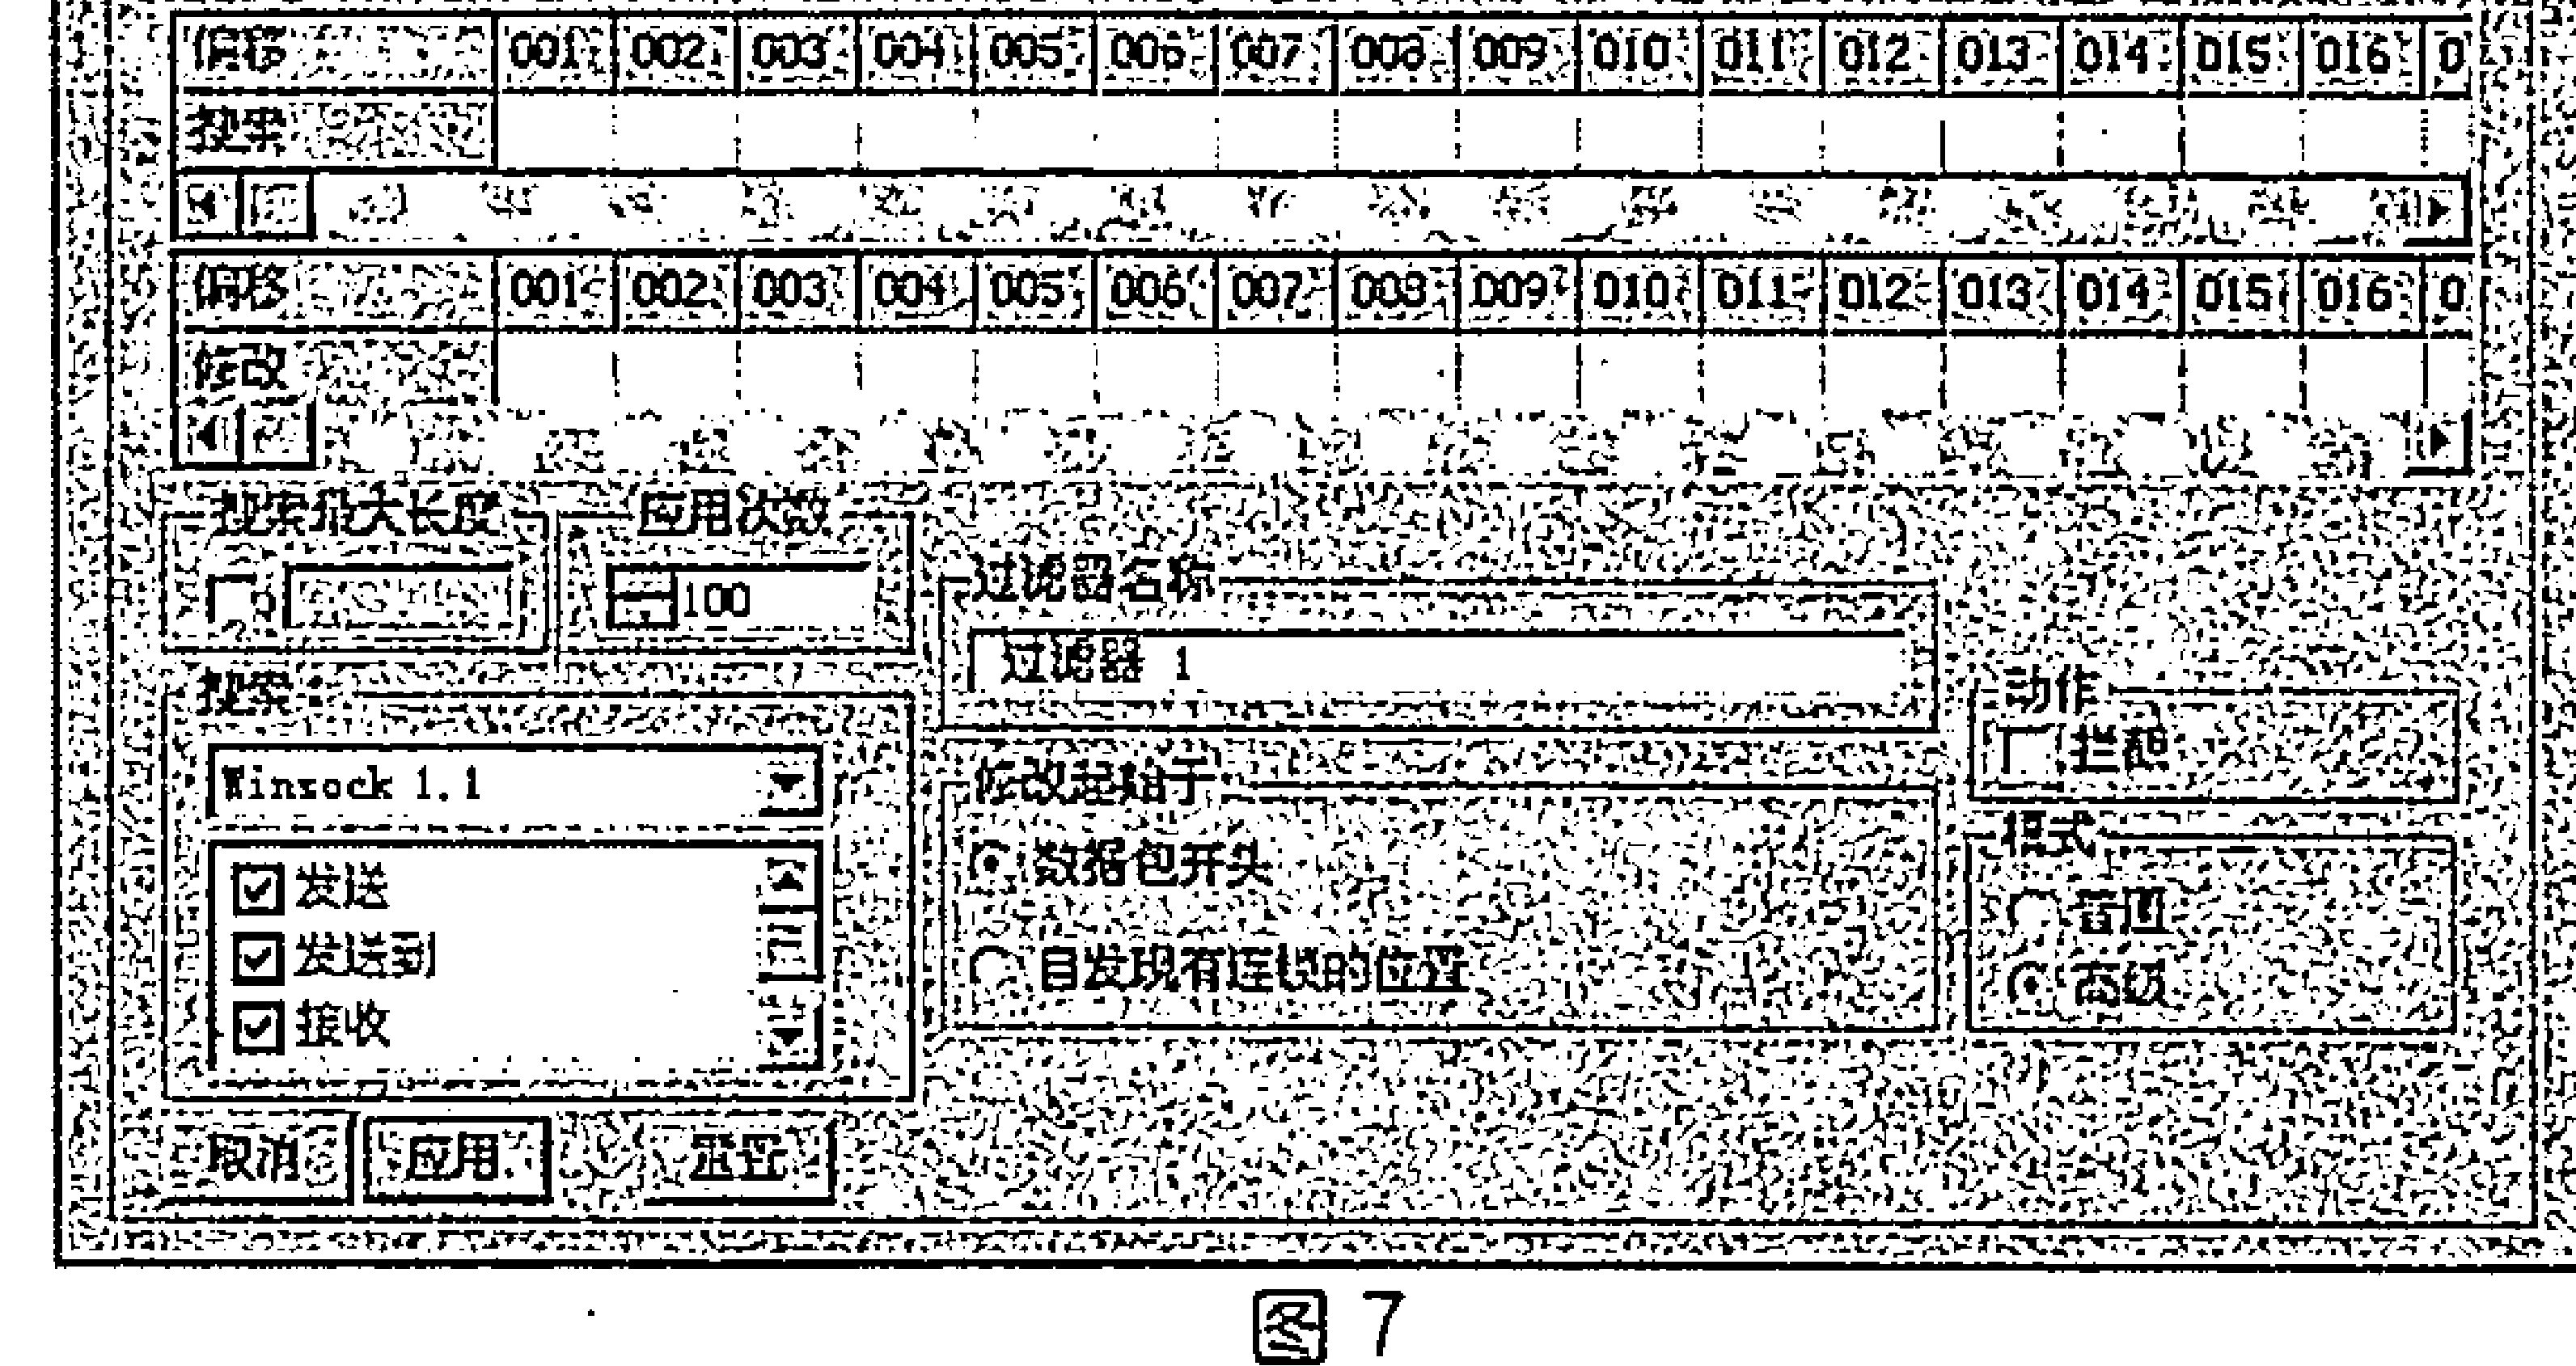 偏移 001 002 003 004 005 006 007 008 009 010 011 012 013 014 015 016 0
搜索
偏移 001 002 003 004 005 006 007 008 009 010 011 012 013 014 015 016 0
修改
搜索最大长度 应用次数
100
过滤器名称
过滤器 1
搜索
Winsock 1.1
发送
发送到
接收
修改起始于
数据包开头
自发现有连锁的位置
动作
拦截
模式
普通
高级
取消 应用 重置
图 7